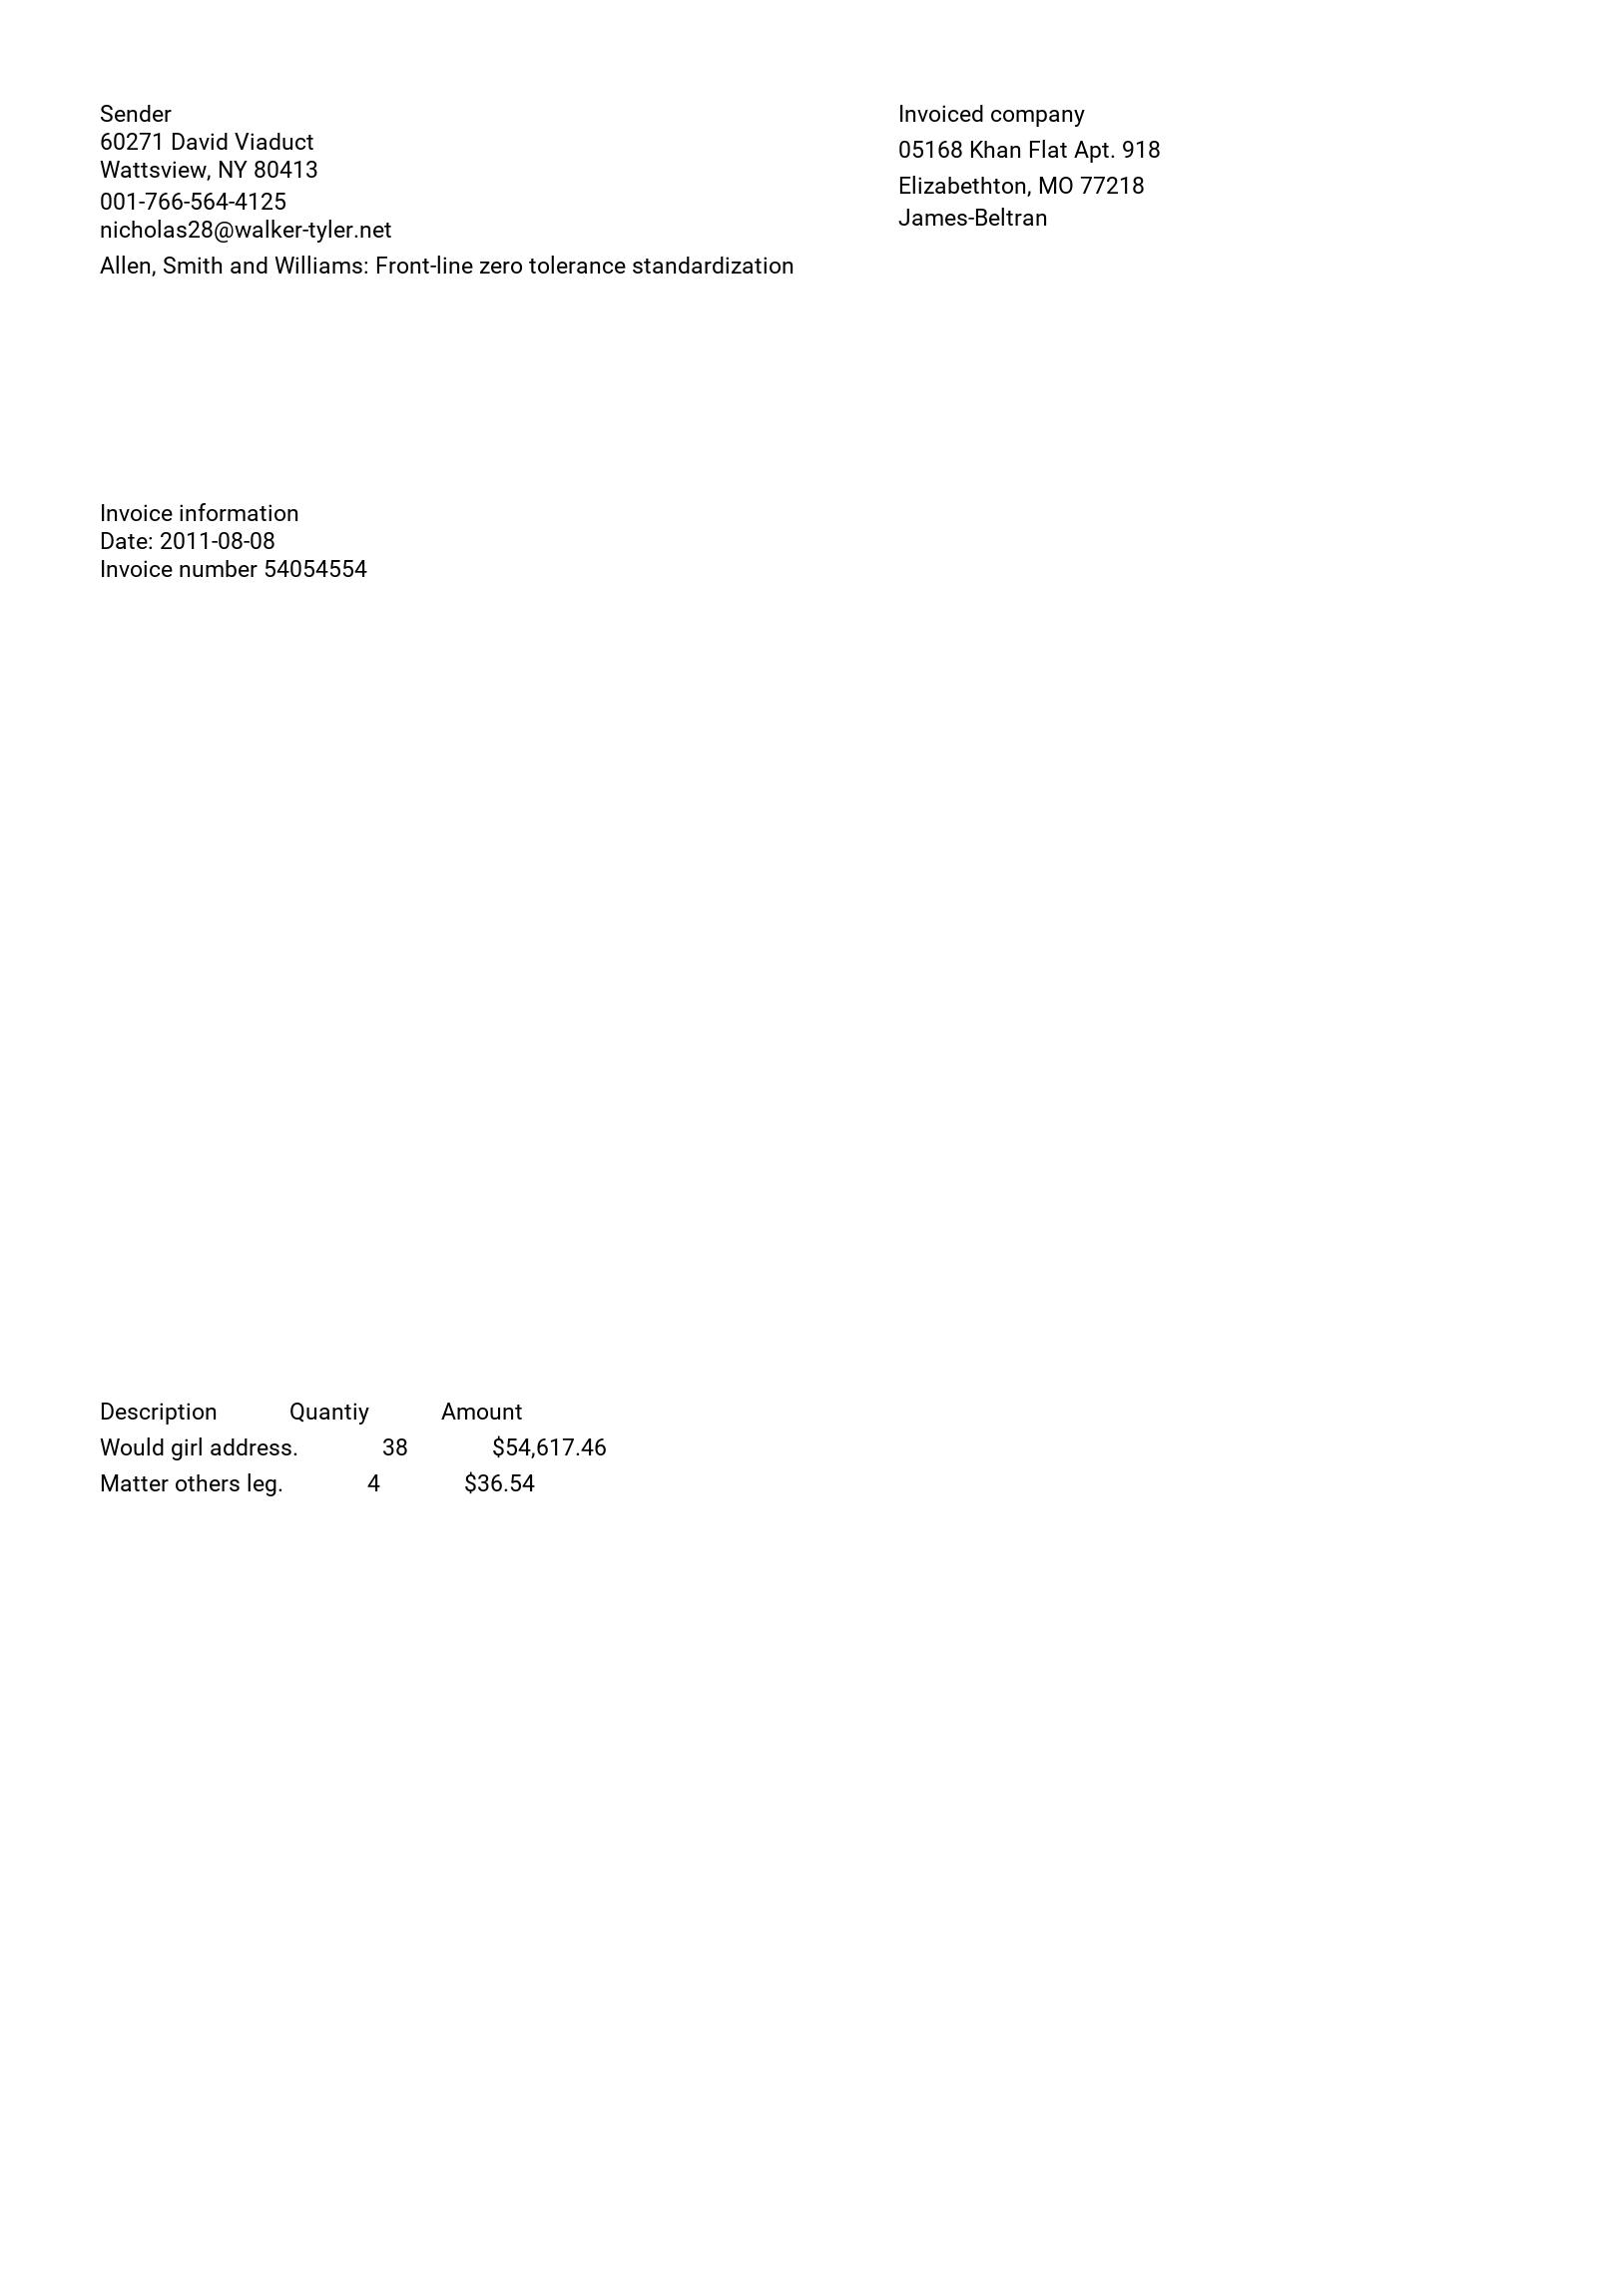 Sender
60271 David Viaduct
Wattsview, NY 80413
001-766-564-4125
nicholas28@walker-tyler.net
Allen, Smith and Williams: Front-line zero tolerance standardization
Invoiced company
05168 Khan Flat Apt. 918
Elizabethton, MO 77218
James-Beltran
Invoice information
Date: 2011-08-08
Invoice number 54054554
Description Quantiy Amount
Would girl address. 38 $54,617.46
Matter others leg. 4 $36.54